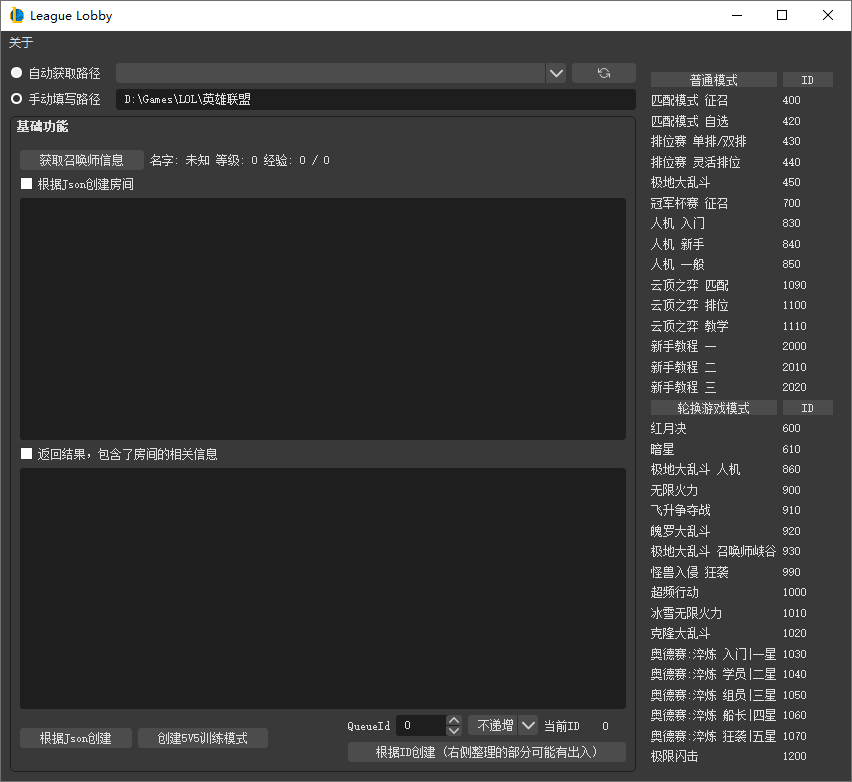 League Lobby
关于
自动获取路径
手动填写路径 D:\Games\LOL\英雄联盟
基础功能
获取召唤师信息 名字: 未知 等级: 0 经验: 0 / 0
根据Json创建房间
返回结果，包含了房间的相关信息
QueueId 0 不递增 当前ID 0
根据Json创建 创建5V5训练模式
根据ID创建（右侧整理的部分可能有出入）
普通模式 ID
匹配模式 征召 400
匹配模式 自选 420
排位赛 单排/双排 430
排位赛 灵活排位 440
极地大乱斗 450
冠军杯赛 征召 700
人机 入门 830
人机 新手 840
人机 一般 850
云顶之弈 匹配 1090
云顶之弈 排位 1100
云顶之弈 教学 1110
新手教程 一 2000
新手教程 二 2010
新手教程 三 2020
轮换游戏模式 ID
红月决 600
暗星 610
极地大乱斗 人机 860
无限火力 900
飞升争夺战 910
魄罗大乱斗 920
极地大乱斗 召唤师峡谷 930
怪兽入侵 狂袭 990
超频行动 1000
冰雪无限火力 1010
克隆大乱斗 1020
奥德赛:淬炼 入门|一星 1030
奥德赛:淬炼 学员|二星 1040
奥德赛:淬炼 组员|三星 1050
奥德赛:淬炼 船长|四星 1060
奥德赛:淬炼 狂袭|五星 1070
极限闪击 1200